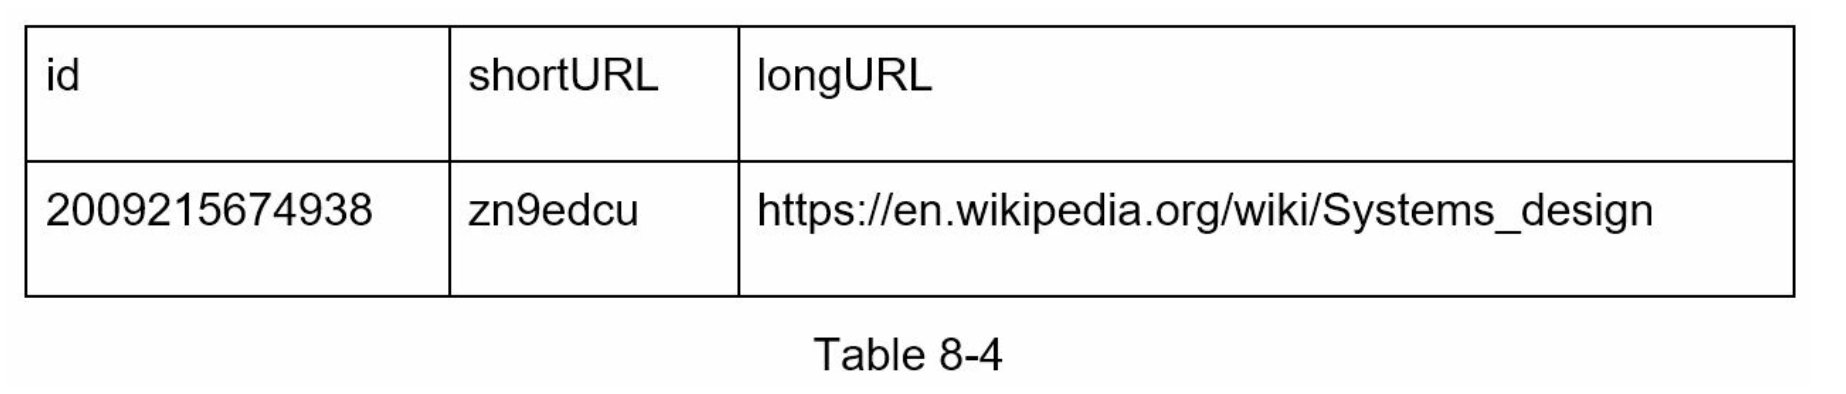 id shortURL longURL
2009215674938 zn9edcu https://en.wikipedia.org/wiki/Systems_design
Table 8-4